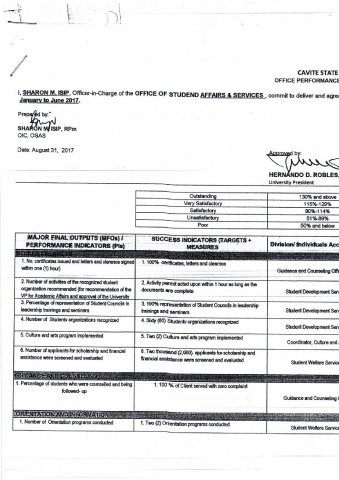 CAVITE STATE
OFFICE PERFORMANC
I, SHARON M. ISIP, Officer-in-Charge of the OFFICE OF STUDEND AFFAIRS & SERVICES , commit to deliver and agre
January to June 2017.
Prepared by:
SHARON M. ISIP, RPm
OIC, OSAS
Date: August 31, 2017
Approved by:
HERNANDO D. ROBLES,
University President
Outstanding 130% and above
Very Satisfactory 115%-129%
Satisfactory 90%-114%
Unsatisfactory 51%-89%
Poor 50% and below
MAJOR FINAL OUTPUTS (MFOs) / SUCCESS INDICATORS (TARGETS + Division/ Individuals Acc
PERFORMANCE INDICATORS (PIs) MEASURES
1. No. certificates issued and letters and clerance signed 1. 100% certificates, letters and clearnce
within one (1) hour) Guidance and Counseling Offi
2. Number of activities of the recognized student 2. Activity permit acted upon within 1 hour as long as the
organization recommended (for recommendation of the documents are complete Student Development Ser
VP for Academic Affairs and approval of the University
3. Percentage of representation of Student Councils in 3. 100% representation of Student Councils in leadership
leadership trainings and seminars trainings and seminars Student Development Ser
4. Number of Students organizations recognized 4. Sixty (60) Students organizations recognized
Student Development Ser
5. Culture and arts program implemented 5. Two (2) Culture and arts program implemented
Coordinator, Culture and
6. Number of applicants for scholarship and financial 6. Two thousand (2,000) applicants for scholarship and
assistance were screened and evaluated financial assistance were screened and evaluated Student Welfare Service
GUIDANCE AND COUNSELING
1. Percentage of students who were counselled and being 1. 100 % of Client served with zero complaint
followed- up Guidance and Counseling
ORIENTATION AND INFORMATION
1. Number of Orientation programs conducted 1. Two (2) Orientation programs conducted
Student Welfare Service